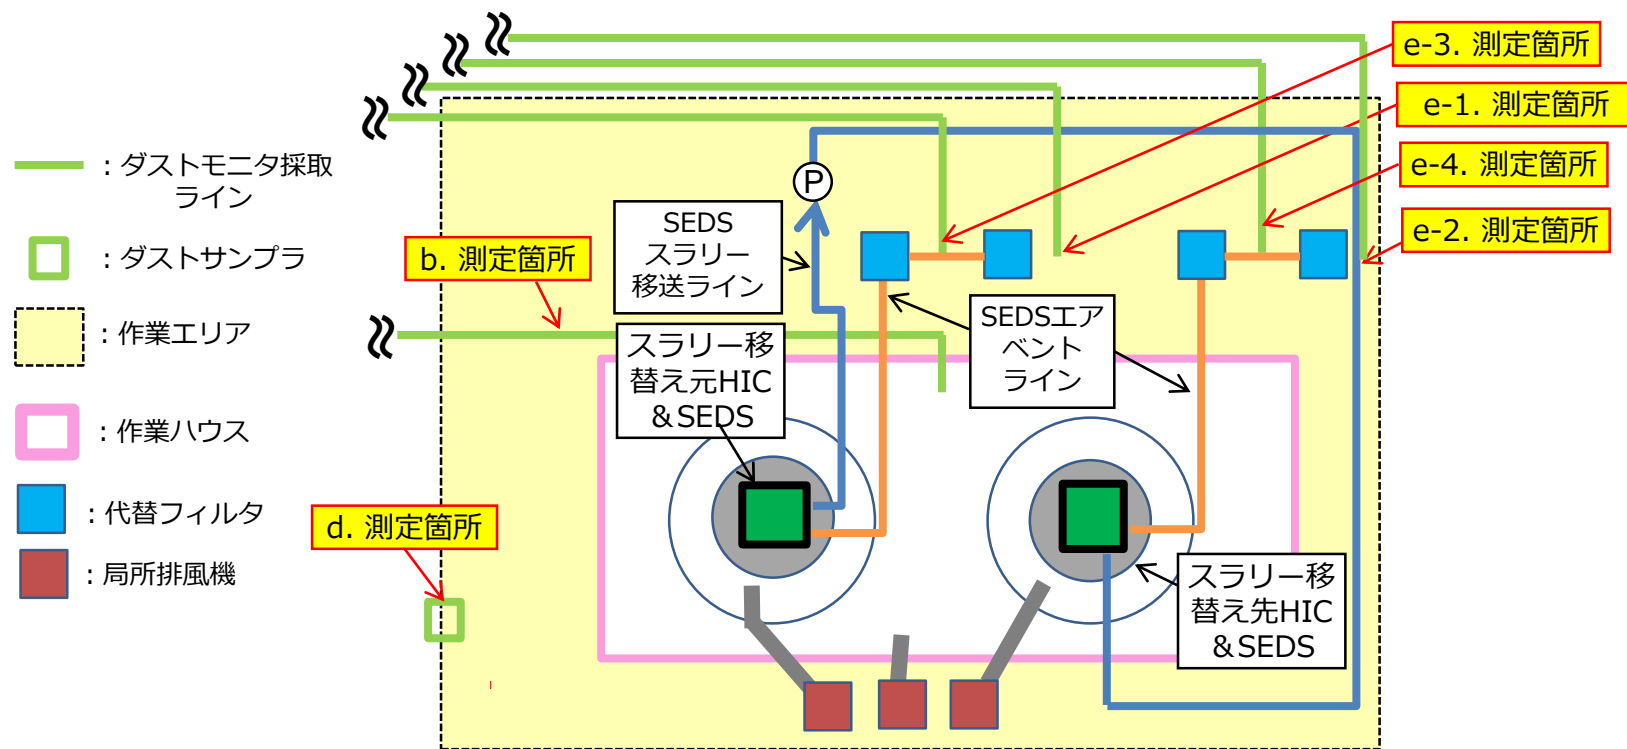 ：ダストモニタ採取
ライン
：ダストサンプラ
：作業エリア
：作業ハウス
：代替フィルタ
：局所排風機
e-3. 測定箇所
e-1. 測定箇所
e-4. 測定箇所
e-2. 測定箇所
b. 測定箇所
d. 測定箇所
P
SEDS
スラリー
移送ライン
SEDSエア
ベント
ライン
スラリー移
替え元HIC
＆SEDS
スラリー移
替え先HIC
＆SEDS